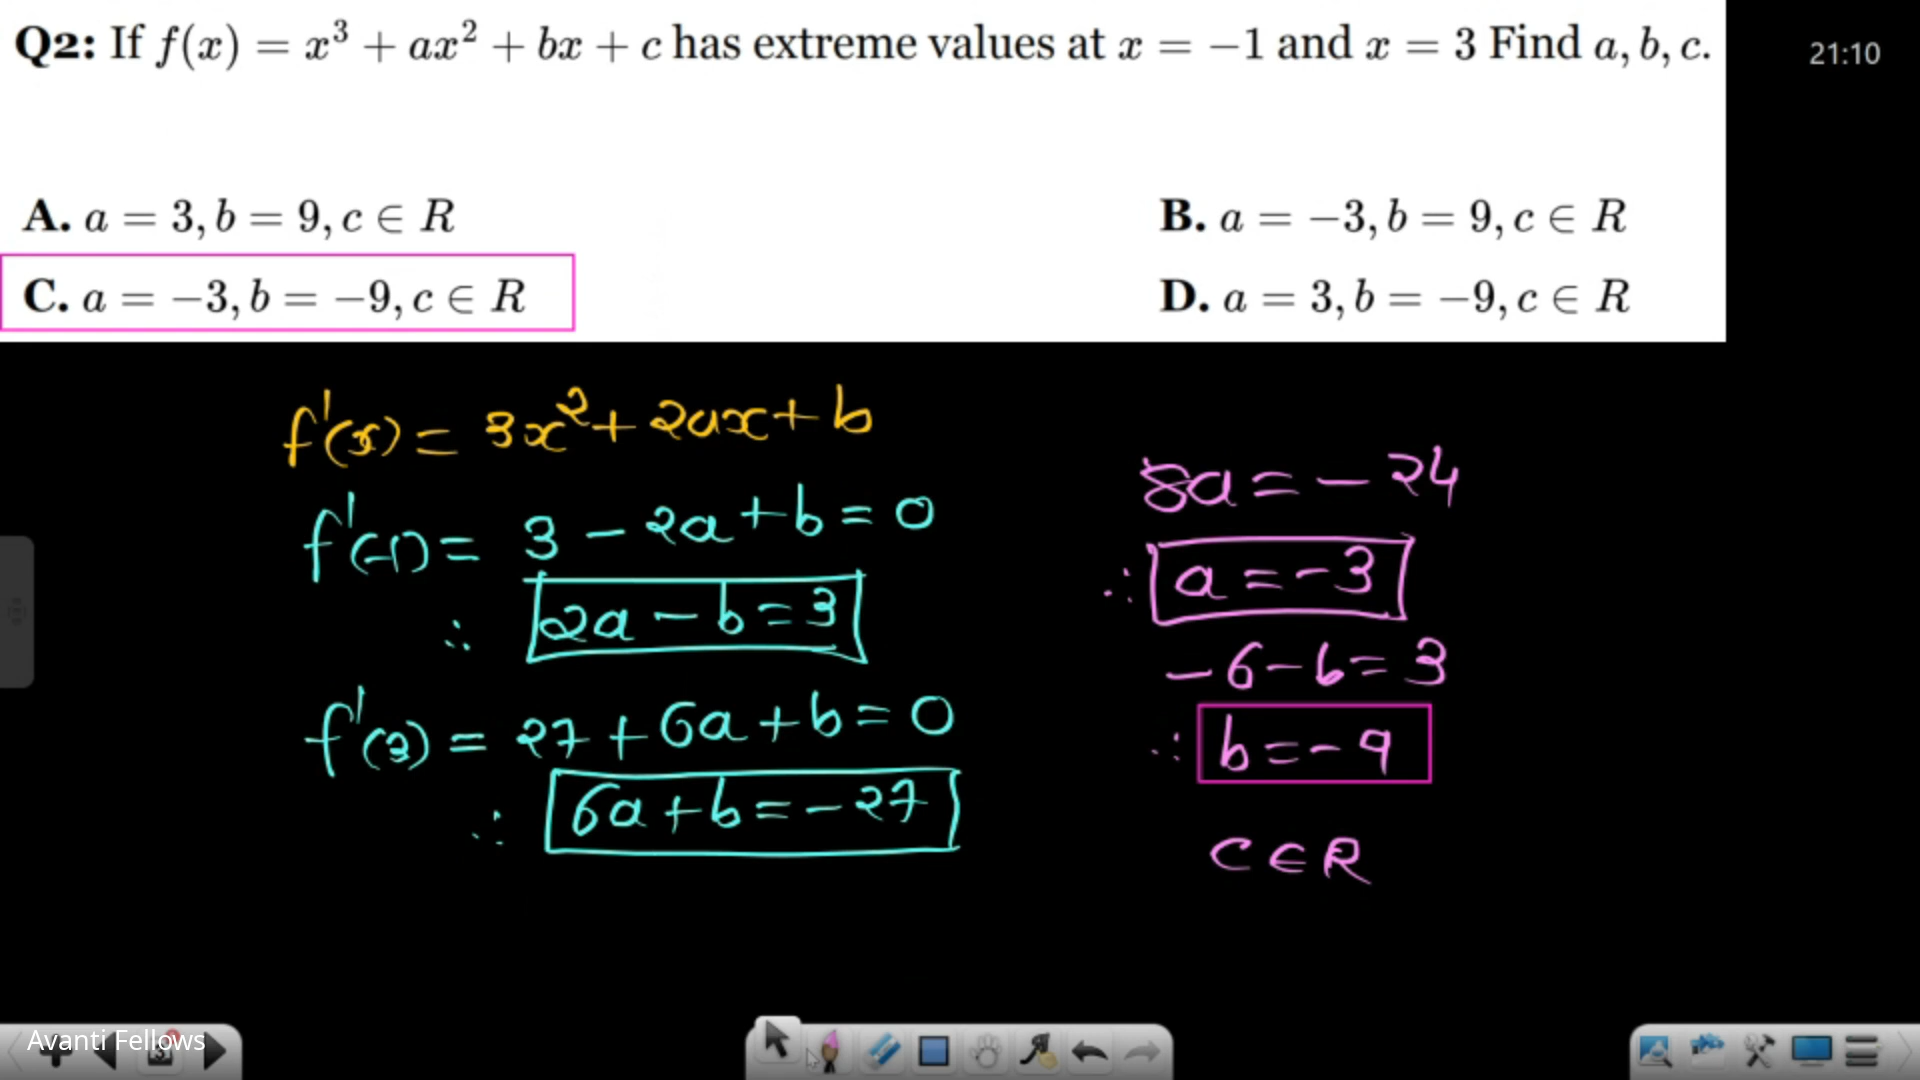 Q2: If f(x) = x³ + ax² + bx + c has extreme values at x = −1 and x = 3 Find a, b, c.
21:10
A. a = 3, b = 9, c ∈ R
B. a = −3, b = 9, c ∈ R
C. a = −3, b = −9, c ∈ R
D. a = 3, b = −9, c ∈ R
f'(x) = 3x² + 2ax + b
f'(-1) = 3 − 2a + b = 0
∴ 2a − b = 3
f'(3) = 27 + 6a + b = 0
∴ 6a + b = −27
8a = − 24
∴ a = −3
− 6 − b = 3
∴ b = − 9
C ∈ R
Avanti Fellows